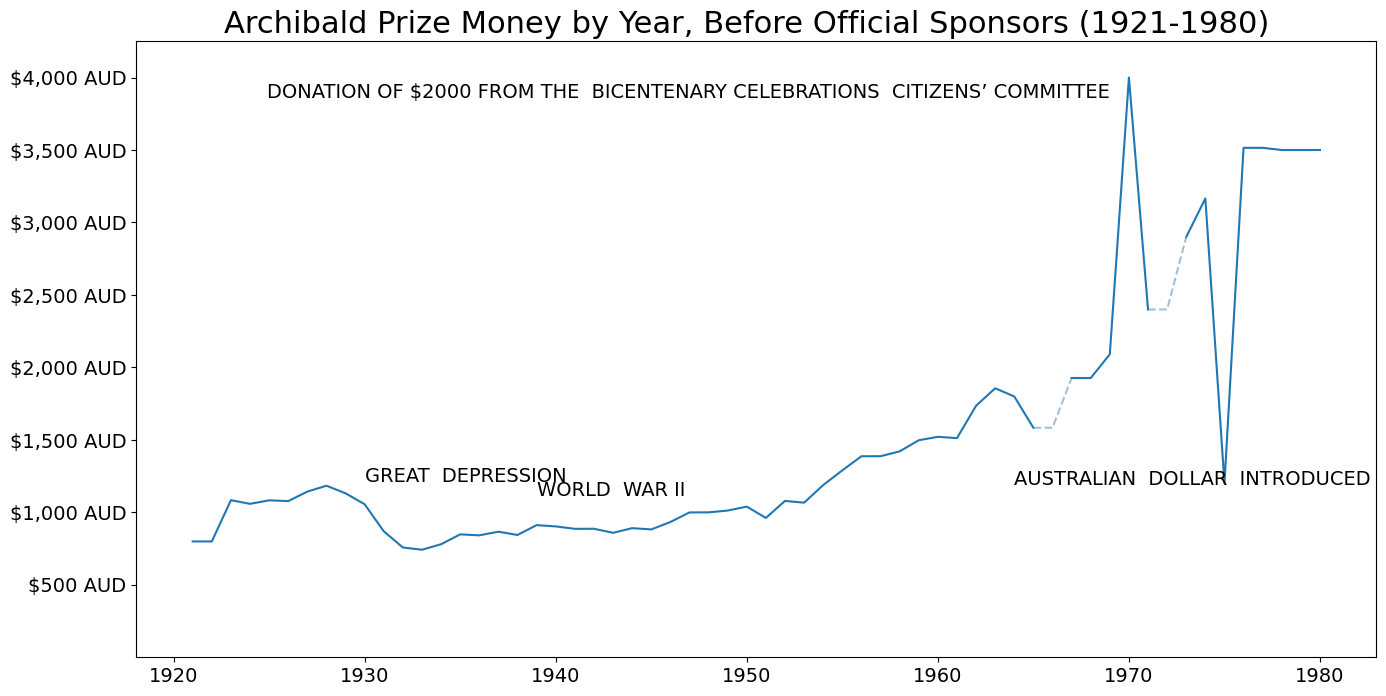 Archibald Prize Money by Year, Before Official Sponsors (1921-1980)
$4,000 AUD
DONATION OF $2000 FROM THE  BICENTENARY CELEBRATIONS  CITIZENS’ COMMITTEE
$3,500 AUD
$3,000 AUD
$2,500 AUD
$2,000 AUD
$1,500 AUD
GREAT  DEPRESSION
WORLD  WAR II
AUSTRALIAN  DOLLAR  INTRODUCED
$1,000 AUD
$500 AUD
1920 1930 1940 1950 1960 1970 1980